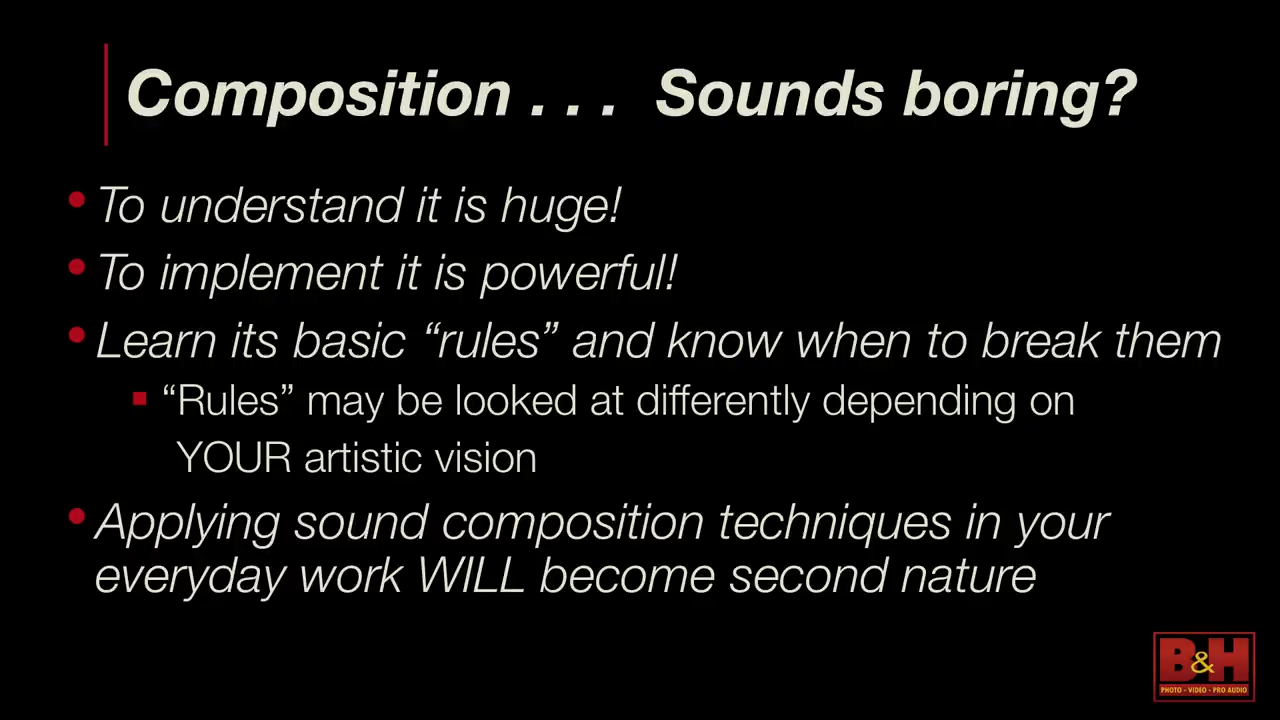 Composition . . .  Sounds boring?
• To understand it is huge!
• To implement it is powerful!
• Learn its basic “rules” and know when to break them
▪ “Rules” may be looked at differently depending on
YOUR artistic vision
• Applying sound composition techniques in your
everyday work WILL become second nature
B&H
PHOTO - VIDEO - PRO AUDIO